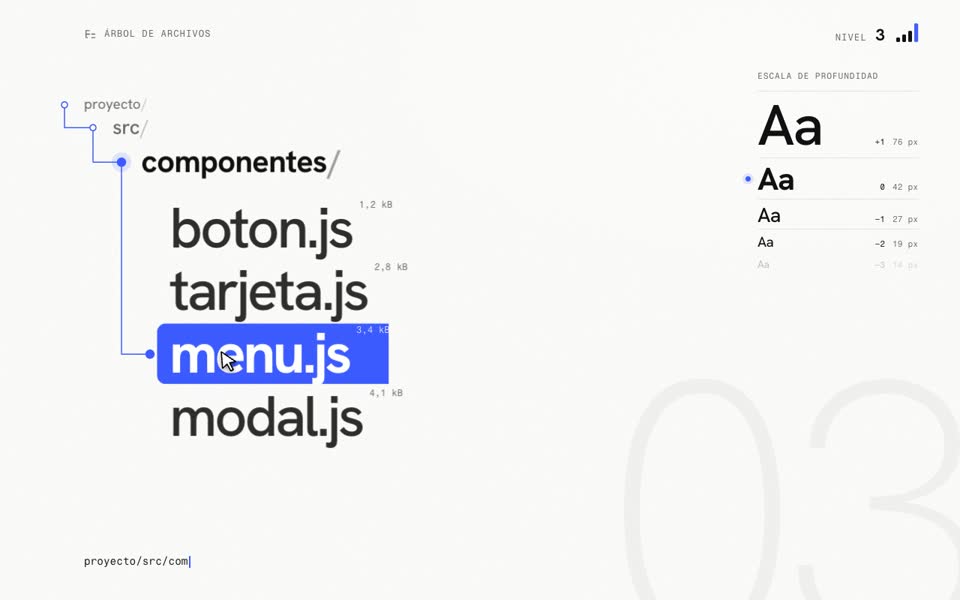 ÁRBOL DE ARCHIVOS
NIVEL 3
proyecto/
src/
componentes/
boton.js 1,2 kB
tarjeta.js 2,8 kB
menu.js 3,4 kB
modal.js 4,1 kB
ESCALA DE PROFUNDIDAD
Aa +1 76 px
Aa 0 42 px
Aa −1 27 px
Aa −2 19 px
Aa −3 14 px
03
proyecto/src/com